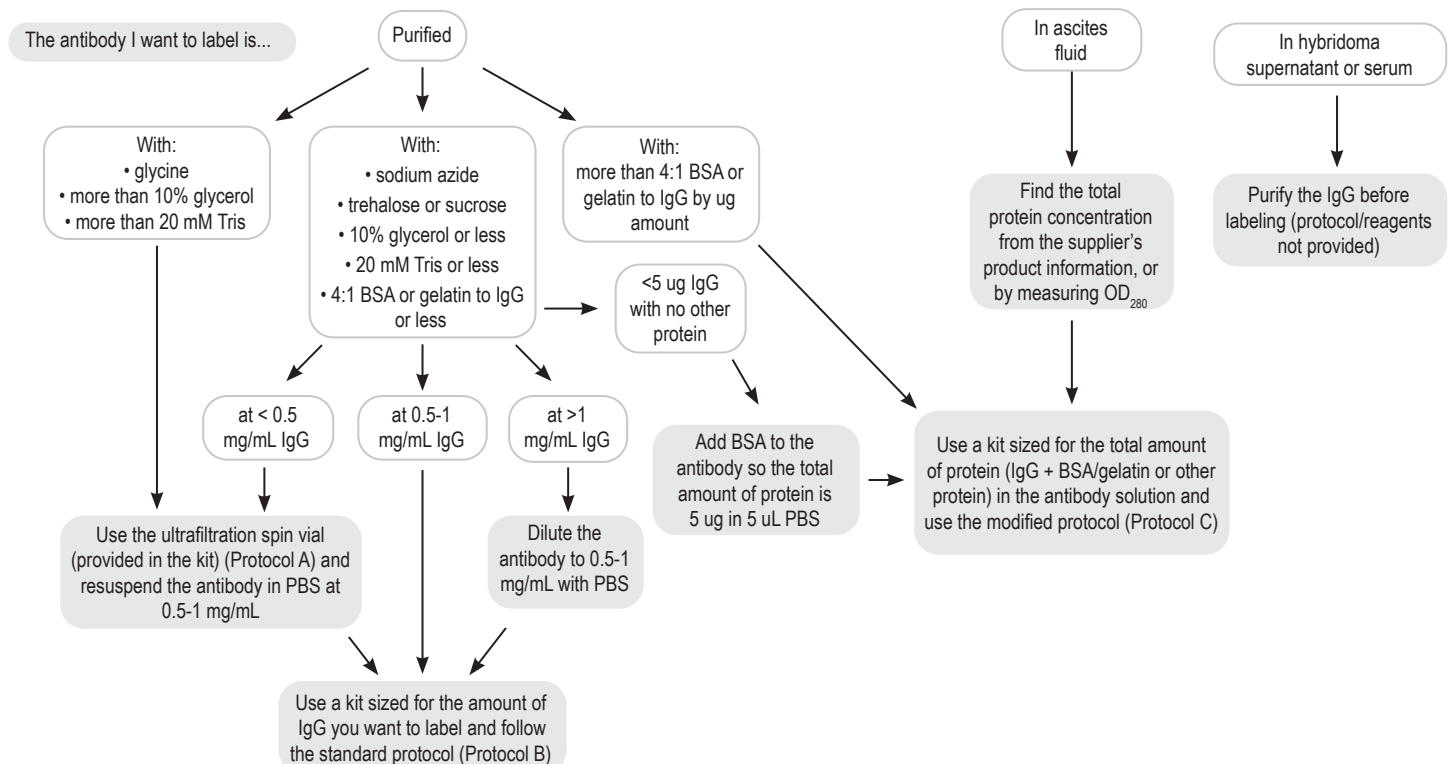 The antibody I want to label is...
Purified
In ascites
fluid
In hybridoma
supernatant or serum
With:
• glycine
• more than 10% glycerol
• more than 20 mM Tris
With:
• sodium azide
• trehalose or sucrose
• 10% glycerol or less
• 20 mM Tris or less
• 4:1 BSA or gelatin to IgG
or less
With:
more than 4:1 BSA or
gelatin to IgG by ug
amount
<5 ug IgG
with no other
protein
Find the total
protein concentration
from the supplier's
product information, or
by measuring OD280
Purify the IgG before
labeling (protocol/reagents
not provided)
at < 0.5
mg/mL IgG
at 0.5-1
mg/mL IgG
at >1
mg/mL IgG
Add BSA to the
antibody so the total
amount of protein is
5 ug in 5 uL PBS
Use a kit sized for the total amount
of protein (IgG + BSA/gelatin or other
protein) in the antibody solution and
use the modified protocol (Protocol C)
Use the ultrafiltration spin vial
(provided in the kit) (Protocol A) and
resuspend the antibody in PBS at
0.5-1 mg/mL
Dilute the
antibody to 0.5-1
mg/mL with PBS
Use a kit sized for the amount of
IgG you want to label and follow
the standard protocol (Protocol B)